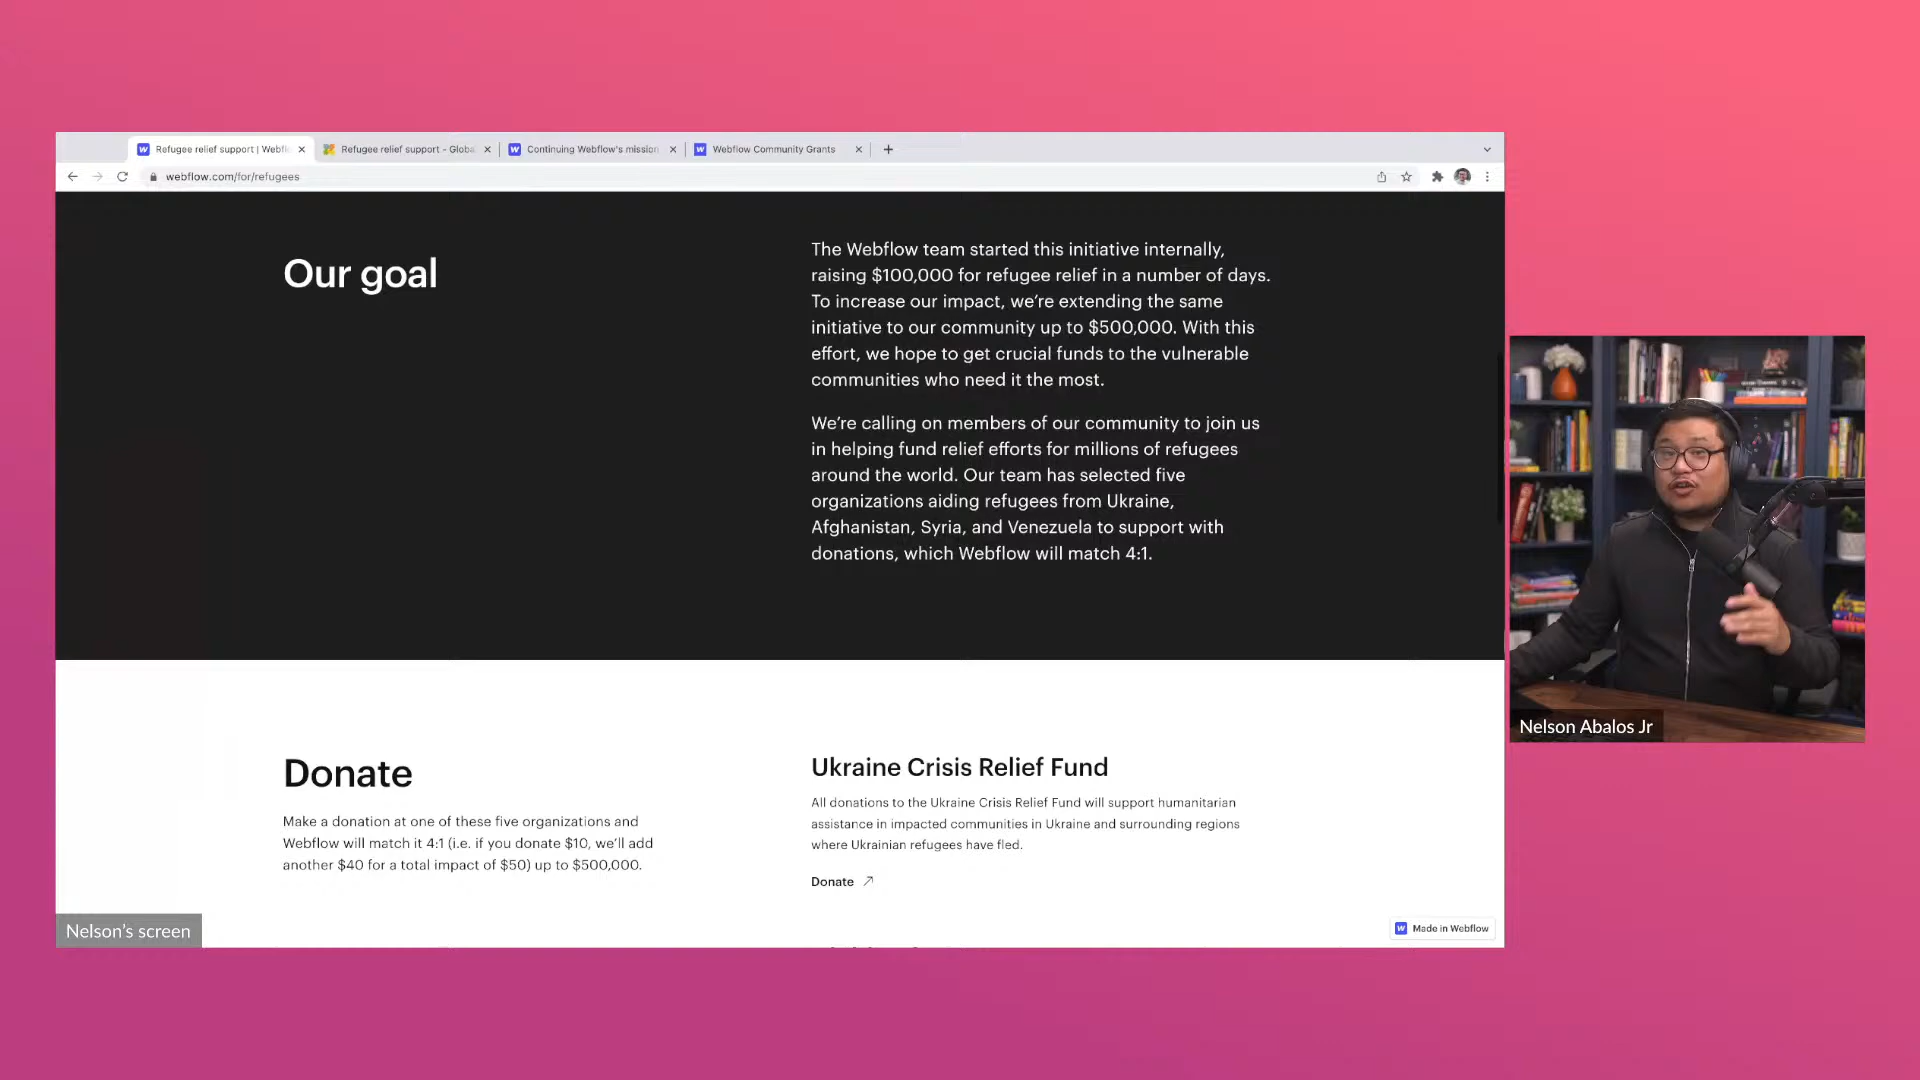 Refugee relief support | Webfl
Refugee relief support - Globa
Continuing Webflow's mission
Webflow Community Grants
webflow.com/for/refugees
Our goal
The Webflow team started this initiative internally,
raising $100,000 for refugee relief in a number of days.
To increase our impact, we're extending the same
initiative to our community up to $500,000. With this
effort, we hope to get crucial funds to the vulnerable
communities who need it the most.
We're calling on members of our community to join us
in helping fund relief efforts for millions of refugees
around the world. Our team has selected five
organizations aiding refugees from Ukraine,
Afghanistan, Syria, and Venezuela to support with
donations, which Webflow will match 4:1.
Donate
Make a donation at one of these five organizations and
Webflow will match it 4:1 (i.e. if you donate $10, we'll add
another $40 for a total impact of $50) up to $500,000.
Ukraine Crisis Relief Fund
All donations to the Ukraine Crisis Relief Fund will support humanitarian
assistance in impacted communities in Ukraine and surrounding regions
where Ukrainian refugees have fled.
Donate
Made in Webflow
Nelson's screen
Nelson Abalos Jr